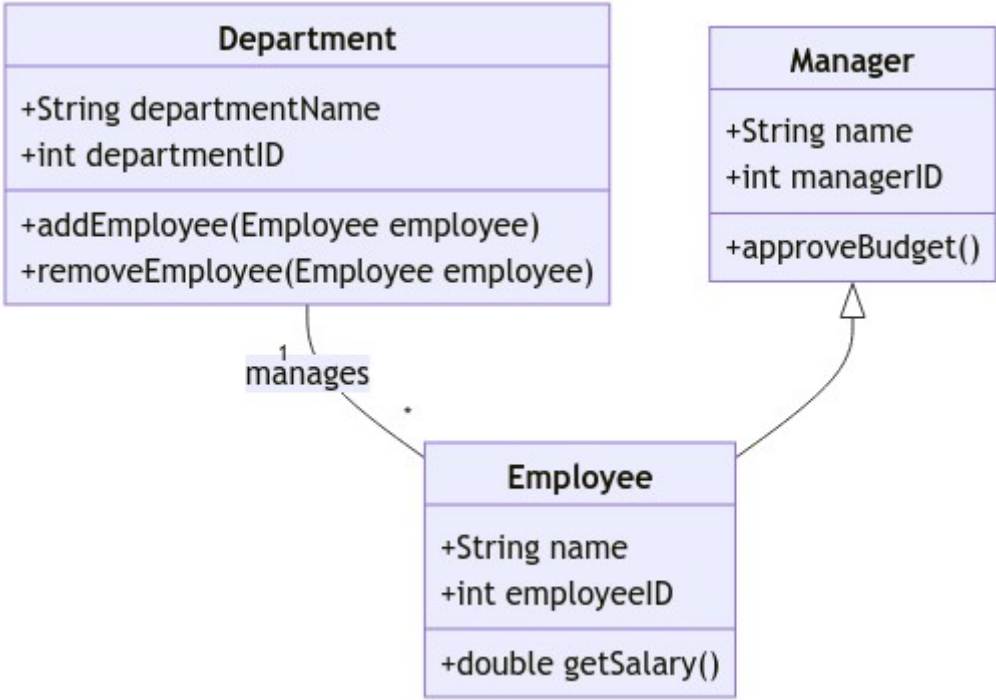 Department
+String departmentName
+int departmentID
+addEmployee(Employee employee)
+removeEmployee(Employee employee)
Manager
+String name
+int managerID
+approveBudget()
1
manages
*
Employee
+String name
+int employeeID
+double getSalary()